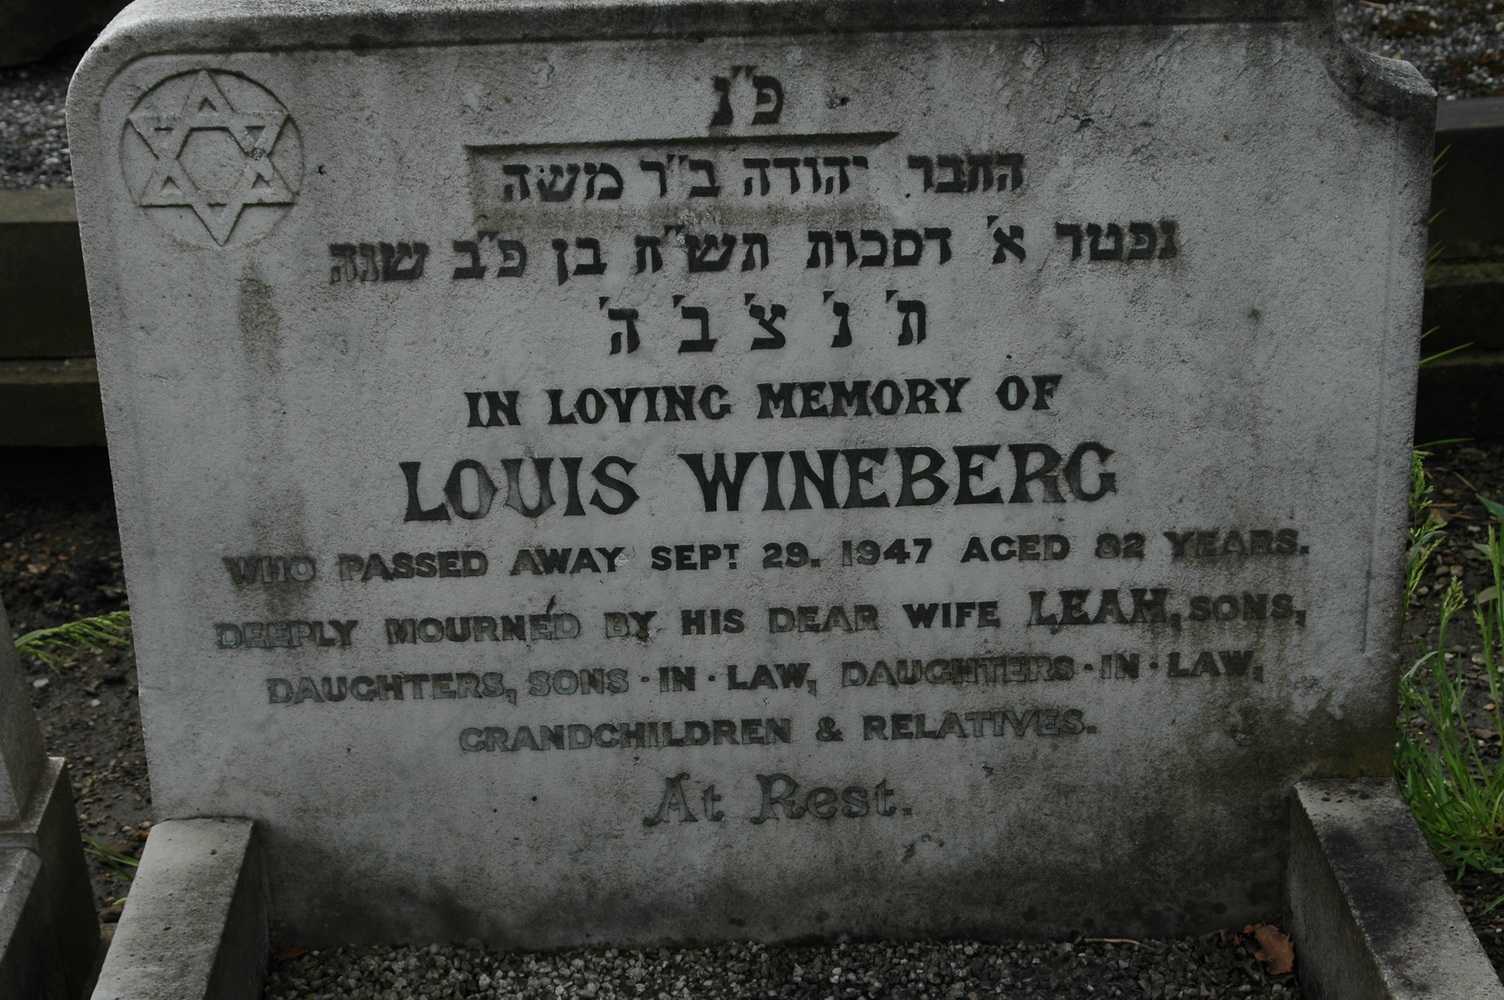 פ"נ
החבר יהודה ב"ר משה
נפטר א' דסכות תש"ח בן פ"ב שנה
ת' נ' צ' ב' ה'
IN LOVING MEMORY OF
LOUIS WINEBERG
WHO PASSED AWAY SEPT. 29. 1947 AGED 82 YEARS.
DEEPLY MOURNED BY HIS DEAR WIFE LEAH, SONS,
DAUGHTERS, SONS·IN·LAW, DAUGHTERS·IN·LAW,
GRANDCHILDREN & RELATIVES.
At Rest.